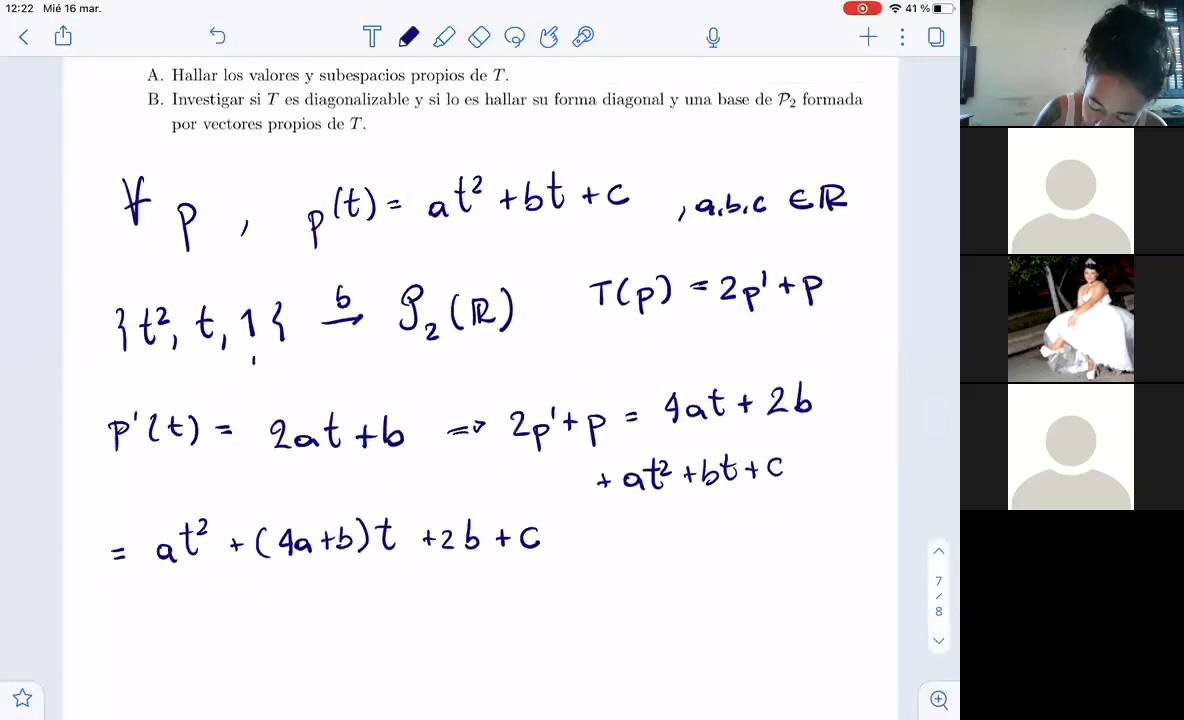 12:22 Mié 16 mar. 41 %
A. Hallar los valores y subespacios propios de T.
B. Investigar si T es diagonalizable y si lo es hallar su forma diagonal y una base de 𝒫₂ formada
por vectores propios de T.
∀ p , p(t) = at² + bt + c , a,b,c ∈ ℝ
{t², t, 1} b→ 𝒫₂(ℝ) T(p) = 2p' + p
p'(t) = 2at + b => 2p' + p = 4at + 2b
+ at² + bt + c
= at² + (4a+b)t + 2b + c
7
/
8